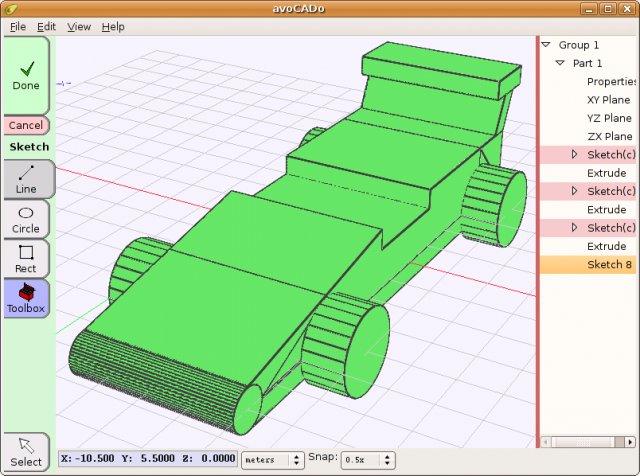 avoCADo
File Edit View Help
Done
Cancel
Sketch
Line
Circle
Rect
Toolbox
Select
X: -10.500 Y: 5.5000 Z: 0.0000
meters
Snap:
0.5x
Group 1
Part 1
Properties
XY Plane
YZ Plane
ZX Plane
Sketch(c)
Extrude
Sketch(c)
Extrude
Sketch(c)
Extrude
Sketch 8